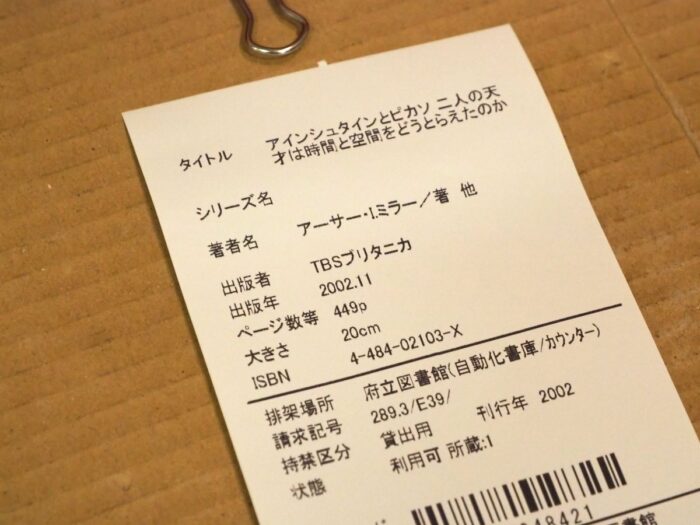 タイトル アインシュタインとピカソ 二人の天
才は時間と空間をどうとらえたのか
シリーズ名
著者名 アーサー・I.ミラー/著 他
出版者 TBSブリタニカ
出版年 2002.11
ページ数等 449p
大きさ 20cm
ISBN 4-484-02103-X
排架場所 府立図書館(自動化書庫/カウンター)
請求記号 289.3/E39/
持禁区分 貸出用 刊行年 2002
状態 利用可 所蔵:1
8421
書館